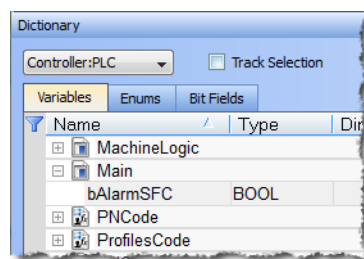 Dictionary
Controller:PLC Track Selection
Variables Enums Bit Fields
Name Type Dir
MachineLogic
Main
bAlarmSFC BOOL
PNCode
ProfilesCode